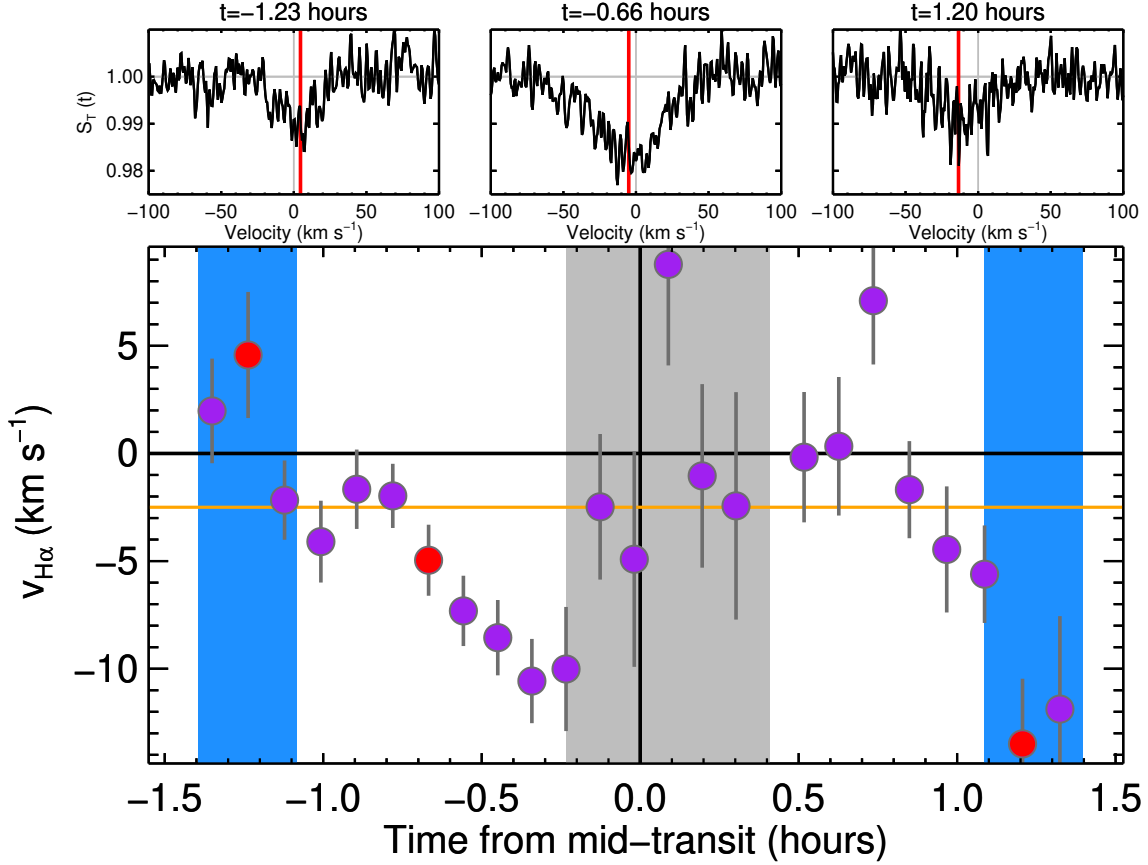 t=−1.23 hours t=−0.66 hours t=1.20 hours
1.00
0.99
0.98
S_T (t)
−100 −50 0 50 100 −100 −50 0 50 100 −100 −50 0 50 100
Velocity (km s⁻¹) Velocity (km s⁻¹) Velocity (km s⁻¹)
5
0
−5
−10
v_Hα (km s⁻¹)
−1.5 −1.0 −0.5 0.0 0.5 1.0 1.5
Time from mid−transit (hours)